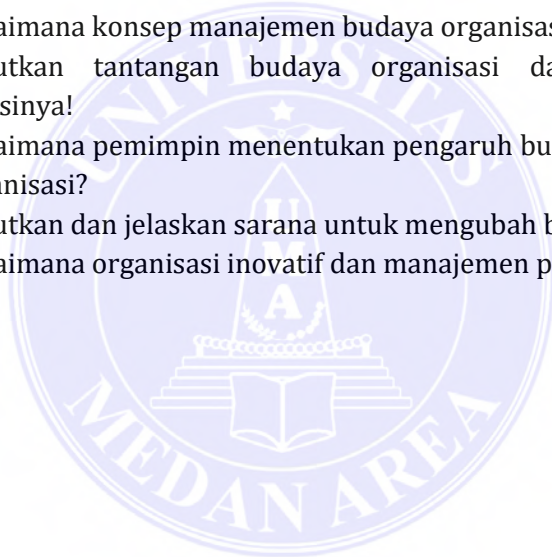 aimana konsep manajemen budaya organisas
utkan tantangan budaya organisasi da
sinya!
aimana pemimpin menentukan pengaruh bu
anisasi?
utkan dan jelaskan sarana untuk mengubah b
aimana organisasi inovatif dan manajemen p
UNIVERSITAS
U
M
A
MEDAN AREA